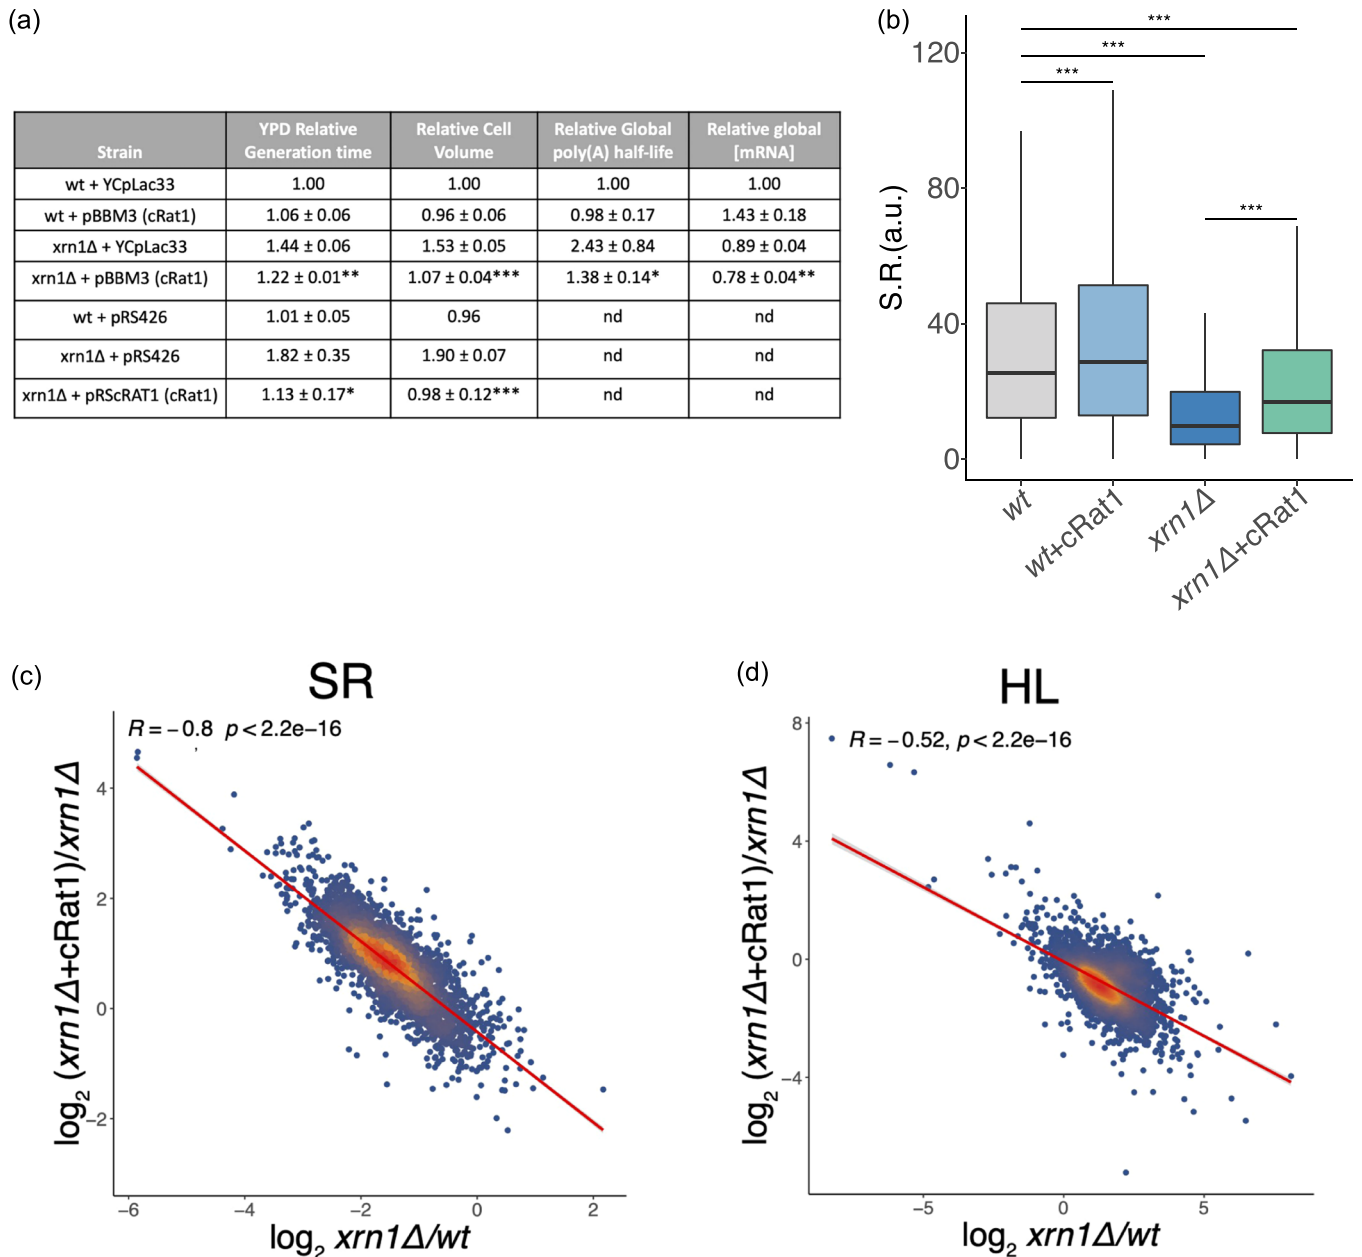 (a)
Strain
YPD Relative
Generation time
Relative Cell
Volume
Relative Global
poly(A) half-life
Relative global
[mRNA]
wt + YCpLac33 1.00 1.00 1.00 1.00
wt + pBBM3 (cRat1) 1.06 ± 0.06 0.96 ± 0.06 0.98 ± 0.17 1.43 ± 0.18
xrn1Δ + YCpLac33 1.44 ± 0.06 1.53 ± 0.05 2.43 ± 0.84 0.89 ± 0.04
xrn1Δ + pBBM3 (cRat1) 1.22 ± 0.01** 1.07 ± 0.04*** 1.38 ± 0.14* 0.78 ± 0.04**
wt + pRS426 1.01 ± 0.05 0.96 nd nd
xrn1Δ + pRS426 1.82 ± 0.35 1.90 ± 0.07 nd nd
xrn1Δ + pRScRAT1 (cRat1) 1.13 ± 0.17* 0.98 ± 0.12*** nd nd
(b)
S.R.(a.u.)
120
80
40
0
***
***
***
***
wt
wt+cRat1
xrn1Δ
xrn1Δ+cRat1
(c)
SR
R = −0.8 , p < 2.2e−16
log2 (xrn1Δ+cRat1)/xrn1Δ
4
2
0
−2
−6 −4 −2 0 2
log2 xrn1Δ/wt
(d)
HL
R = −0.52, p < 2.2e−16
log2 (xrn1Δ+cRat1)/xrn1Δ
8
4
0
−4
−5 0 5
log2 xrn1Δ/wt